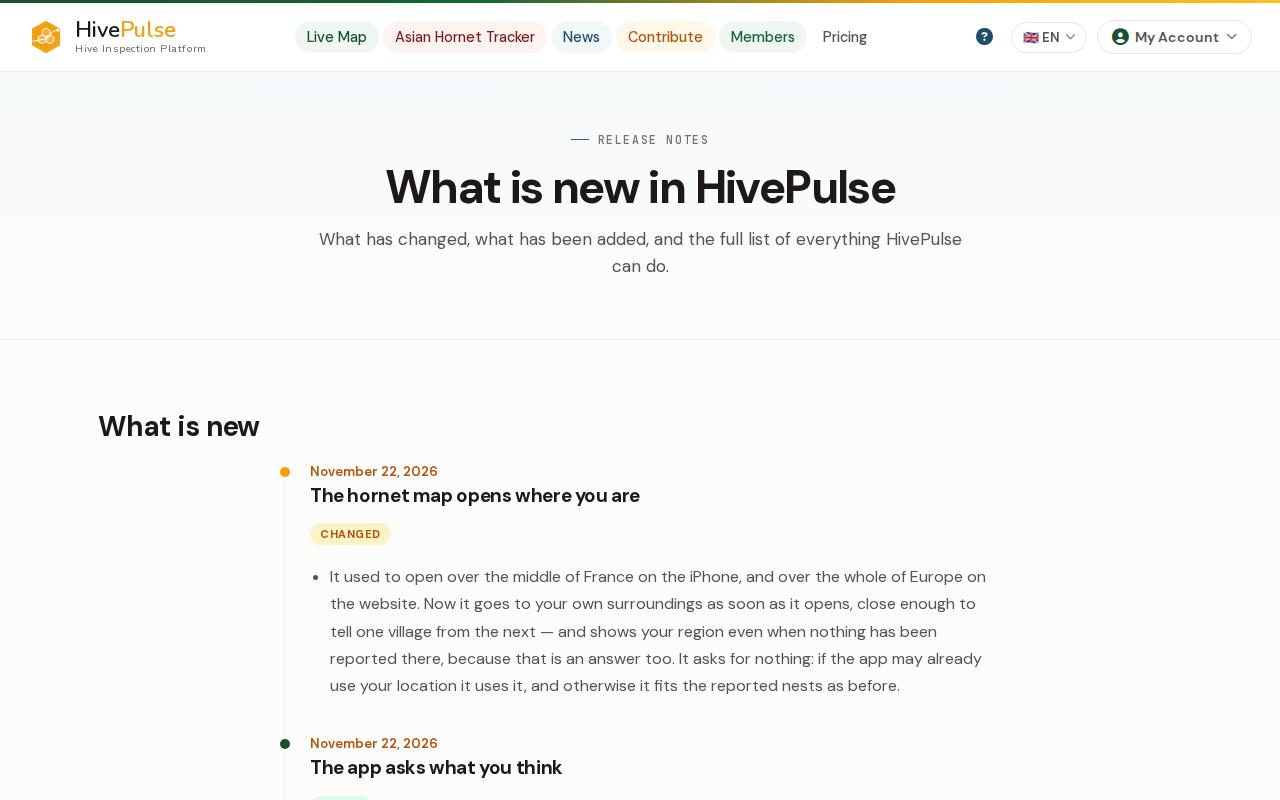 HivePulse
Hive Inspection Platform
Live Map
Asian Hornet Tracker
News
Contribute
Members
Pricing
?
EN
My Account
RELEASE NOTES
What is new in HivePulse
What has changed, what has been added, and the full list of everything HivePulse
can do.
What is new
November 22, 2026
The hornet map opens where you are
CHANGED
• It used to open over the middle of France on the iPhone, and over the whole of Europe on
the website. Now it goes to your own surroundings as soon as it opens, close enough to
tell one village from the next — and shows your region even when nothing has been
reported there, because that is an answer too. It asks for nothing: if the app may already
use your location it uses it, and otherwise it fits the reported nests as before.
November 22, 2026
The app asks what you think